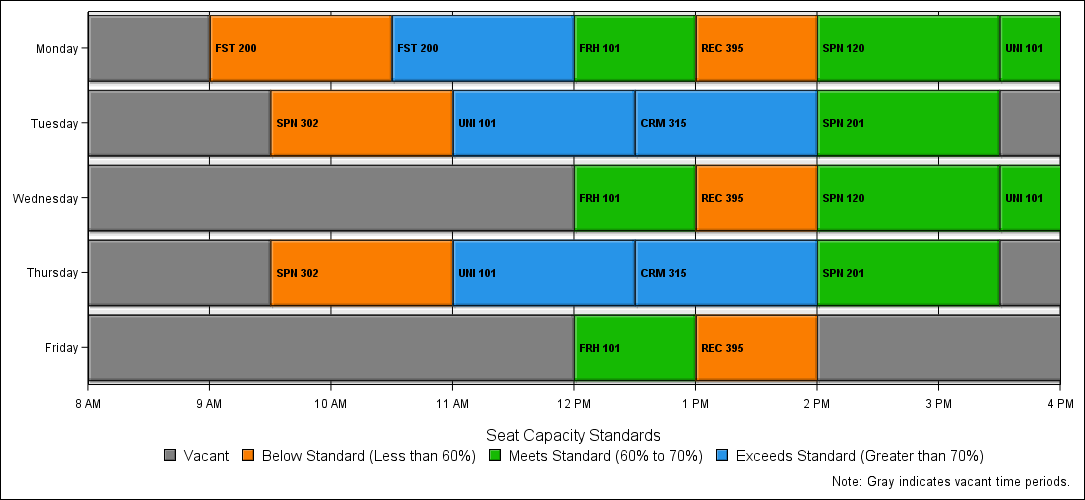 Monday FST 200 FST 200 FRH 101 REC 395 SPN 120 UNI 101
Tuesday SPN 302 UNI 101 CRM 315 SPN 201
Wednesday FRH 101 REC 395 SPN 120 UNI 101
Thursday SPN 302 UNI 101 CRM 315 SPN 201
Friday FRH 101 REC 395
8 AM 9 AM 10 AM 11 AM 12 PM 1 PM 2 PM 3 PM 4 PM
Seat Capacity Standards
Vacant Below Standard (Less than 60%) Meets Standard (60% to 70%) Exceeds Standard (Greater than 70%)
Note: Gray indicates vacant time periods.